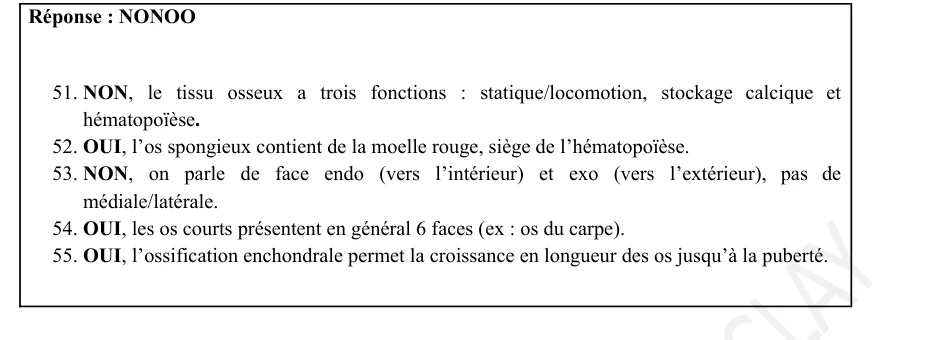 Réponse : NONOO
51. NON, le tissu osseux a trois fonctions : statique/locomotion, stockage calcique et
hématopoïèse.
52. OUI, l’os spongieux contient de la moelle rouge, siège de l’hématopoïèse.
53. NON, on parle de face endo (vers l’intérieur) et exo (vers l’extérieur), pas de
médiale/latérale.
54. OUI, les os courts présentent en général 6 faces (ex : os du carpe).
55. OUI, l’ossification enchondrale permet la croissance en longueur des os jusqu’à la puberté.
CLAY